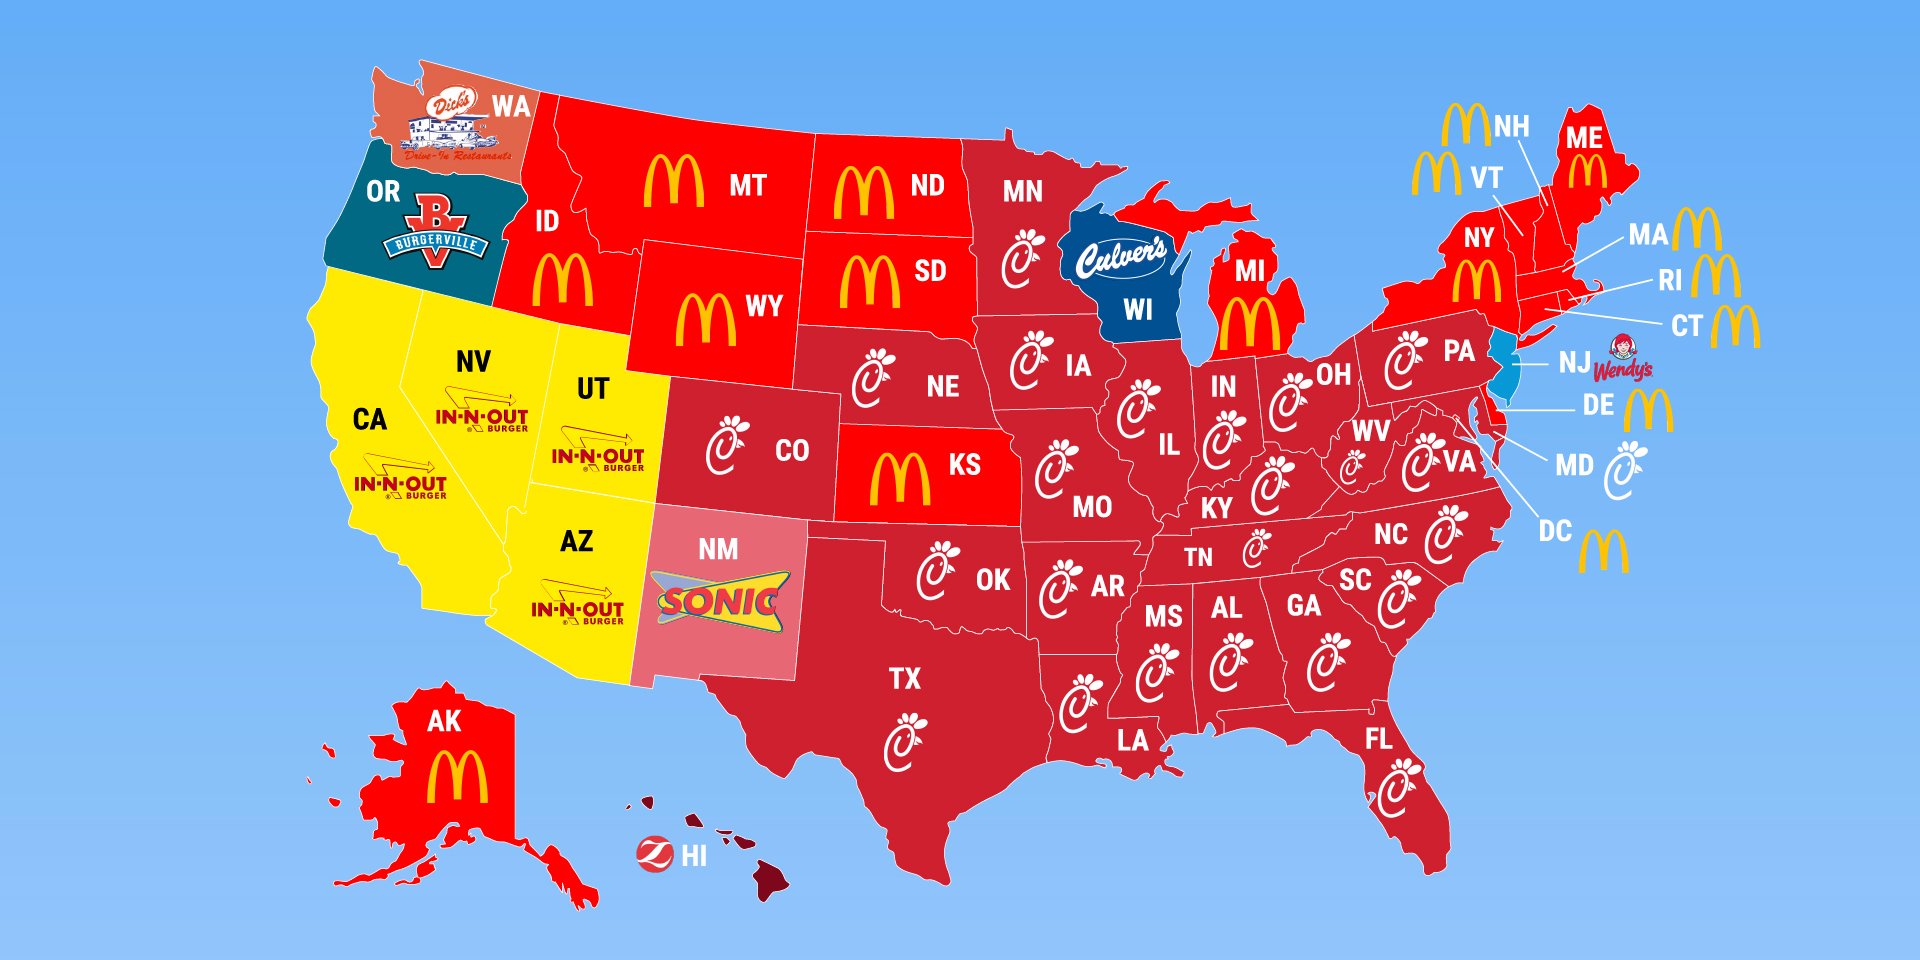 Dick's
WA
Drive-In Restaurants
OR
B
BURGERVILLE
V
ID
MT
ND
MN
SD
WY
Culver's
WI
MI
NH
VT
ME
NY
MA
RI
CT
NV
IN-N-OUT
BURGER
UT
IN-N-OUT
BURGER
CA
IN-N-OUT
BURGER
AZ
IN-N-OUT
BURGER
CO
NE
KS
IA
IL
IN
OH
PA
NJ
Wendy's
DE
MD
DC
WV
VA
KY
MO
NM
SONIC
OK
AR
TN
NC
SC
MS
AL
GA
TX
LA
FL
AK
L
HI